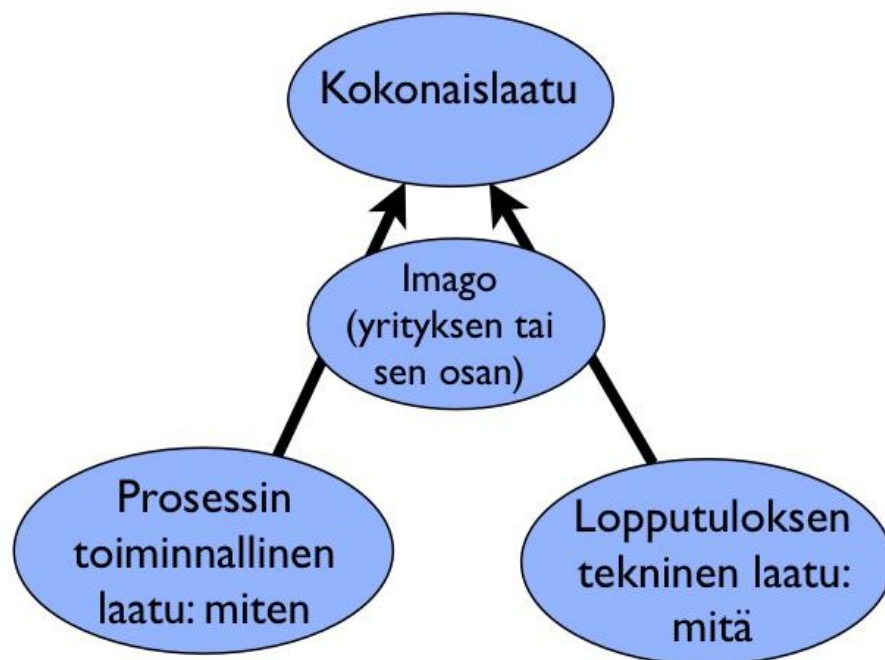 Kokonaislaatu
Imago
(yrityksen tai
sen osan)
Prosessin
toiminnallinen
laatu: miten
Lopputuloksen
tekninen laatu:
mitä